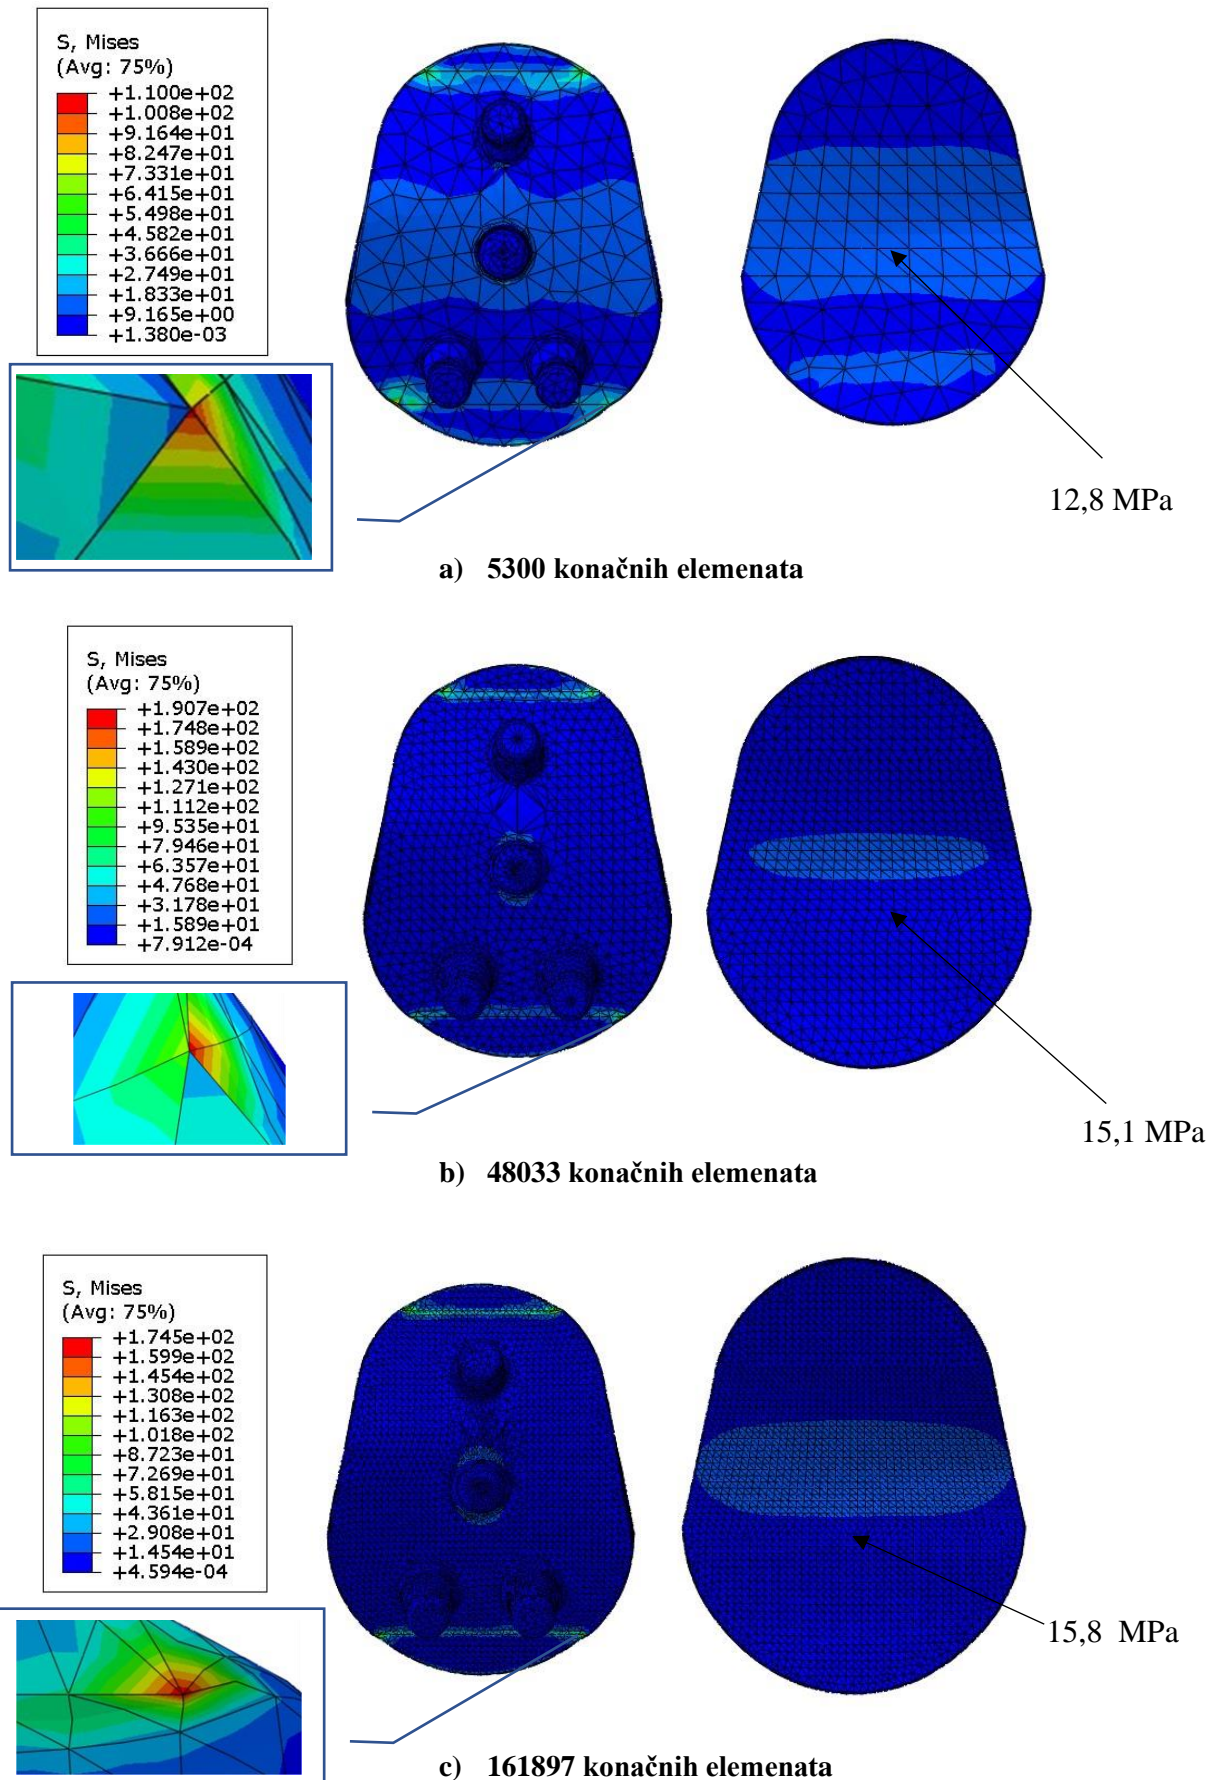 S, Mises
(Avg: 75%)
+1.100e+02
+1.008e+02
+9.164e+01
+8.247e+01
+7.331e+01
+6.415e+01
+5.498e+01
+4.582e+01
+3.666e+01
+2.749e+01
+1.833e+01
+9.165e+00
+1.380e-03
12,8 MPa
a) 5300 konačnih elemenata
S, Mises
(Avg: 75%)
+1.907e+02
+1.748e+02
+1.589e+02
+1.430e+02
+1.271e+02
+1.112e+02
+9.535e+01
+7.946e+01
+6.357e+01
+4.768e+01
+3.178e+01
+1.589e+01
+7.912e-04
15,1 MPa
b) 48033 konačnih elemenata
S, Mises
(Avg: 75%)
+1.745e+02
+1.599e+02
+1.454e+02
+1.308e+02
+1.163e+02
+1.018e+02
+8.723e+01
+7.269e+01
+5.815e+01
+4.361e+01
+2.908e+01
+1.454e+01
+4.594e-04
15,8 MPa
c) 161897 konačnih elemenata